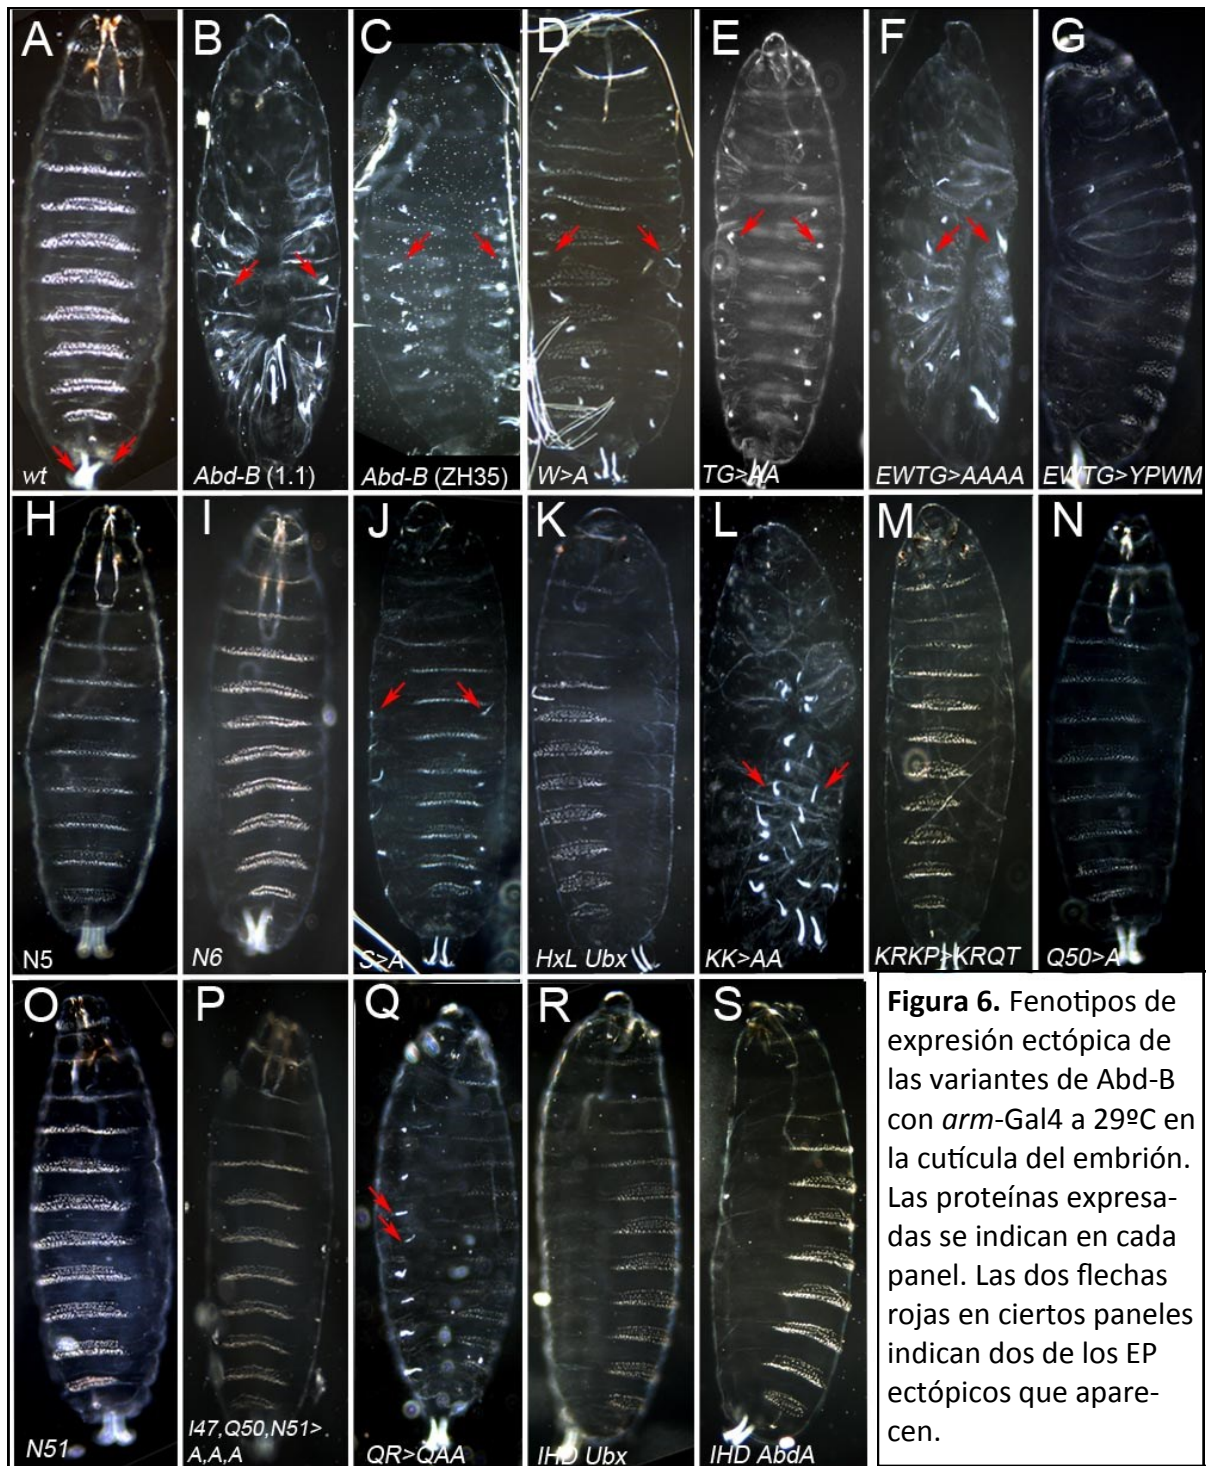 A
B
C
D
E
F
G
wt
Abd-B (1.1)
Abd-B (ZH35)
W>A
TG>AA
EWTG>AAAA
EWTG>YPWM
H
I
J
K
L
M
N
N5
N6
S>A
HxL Ubx
KK>AA
KRKP>KRQT
Q50>A
O
P
Q
R
S
N51
I47,Q50,N51>
A,A,A
QR>QAA
IHD Ubx
IHD AbdA
Figura 6. Fenotipos de
expresión ectópica de
las variantes de Abd-B
con arm-Gal4 a 29ºC en
la cutícula del embrión.
Las proteínas expresa-
das se indican en cada
panel. Las dos flechas
rojas en ciertos paneles
indican dos de los EP
ectópicos que apare-
cen.